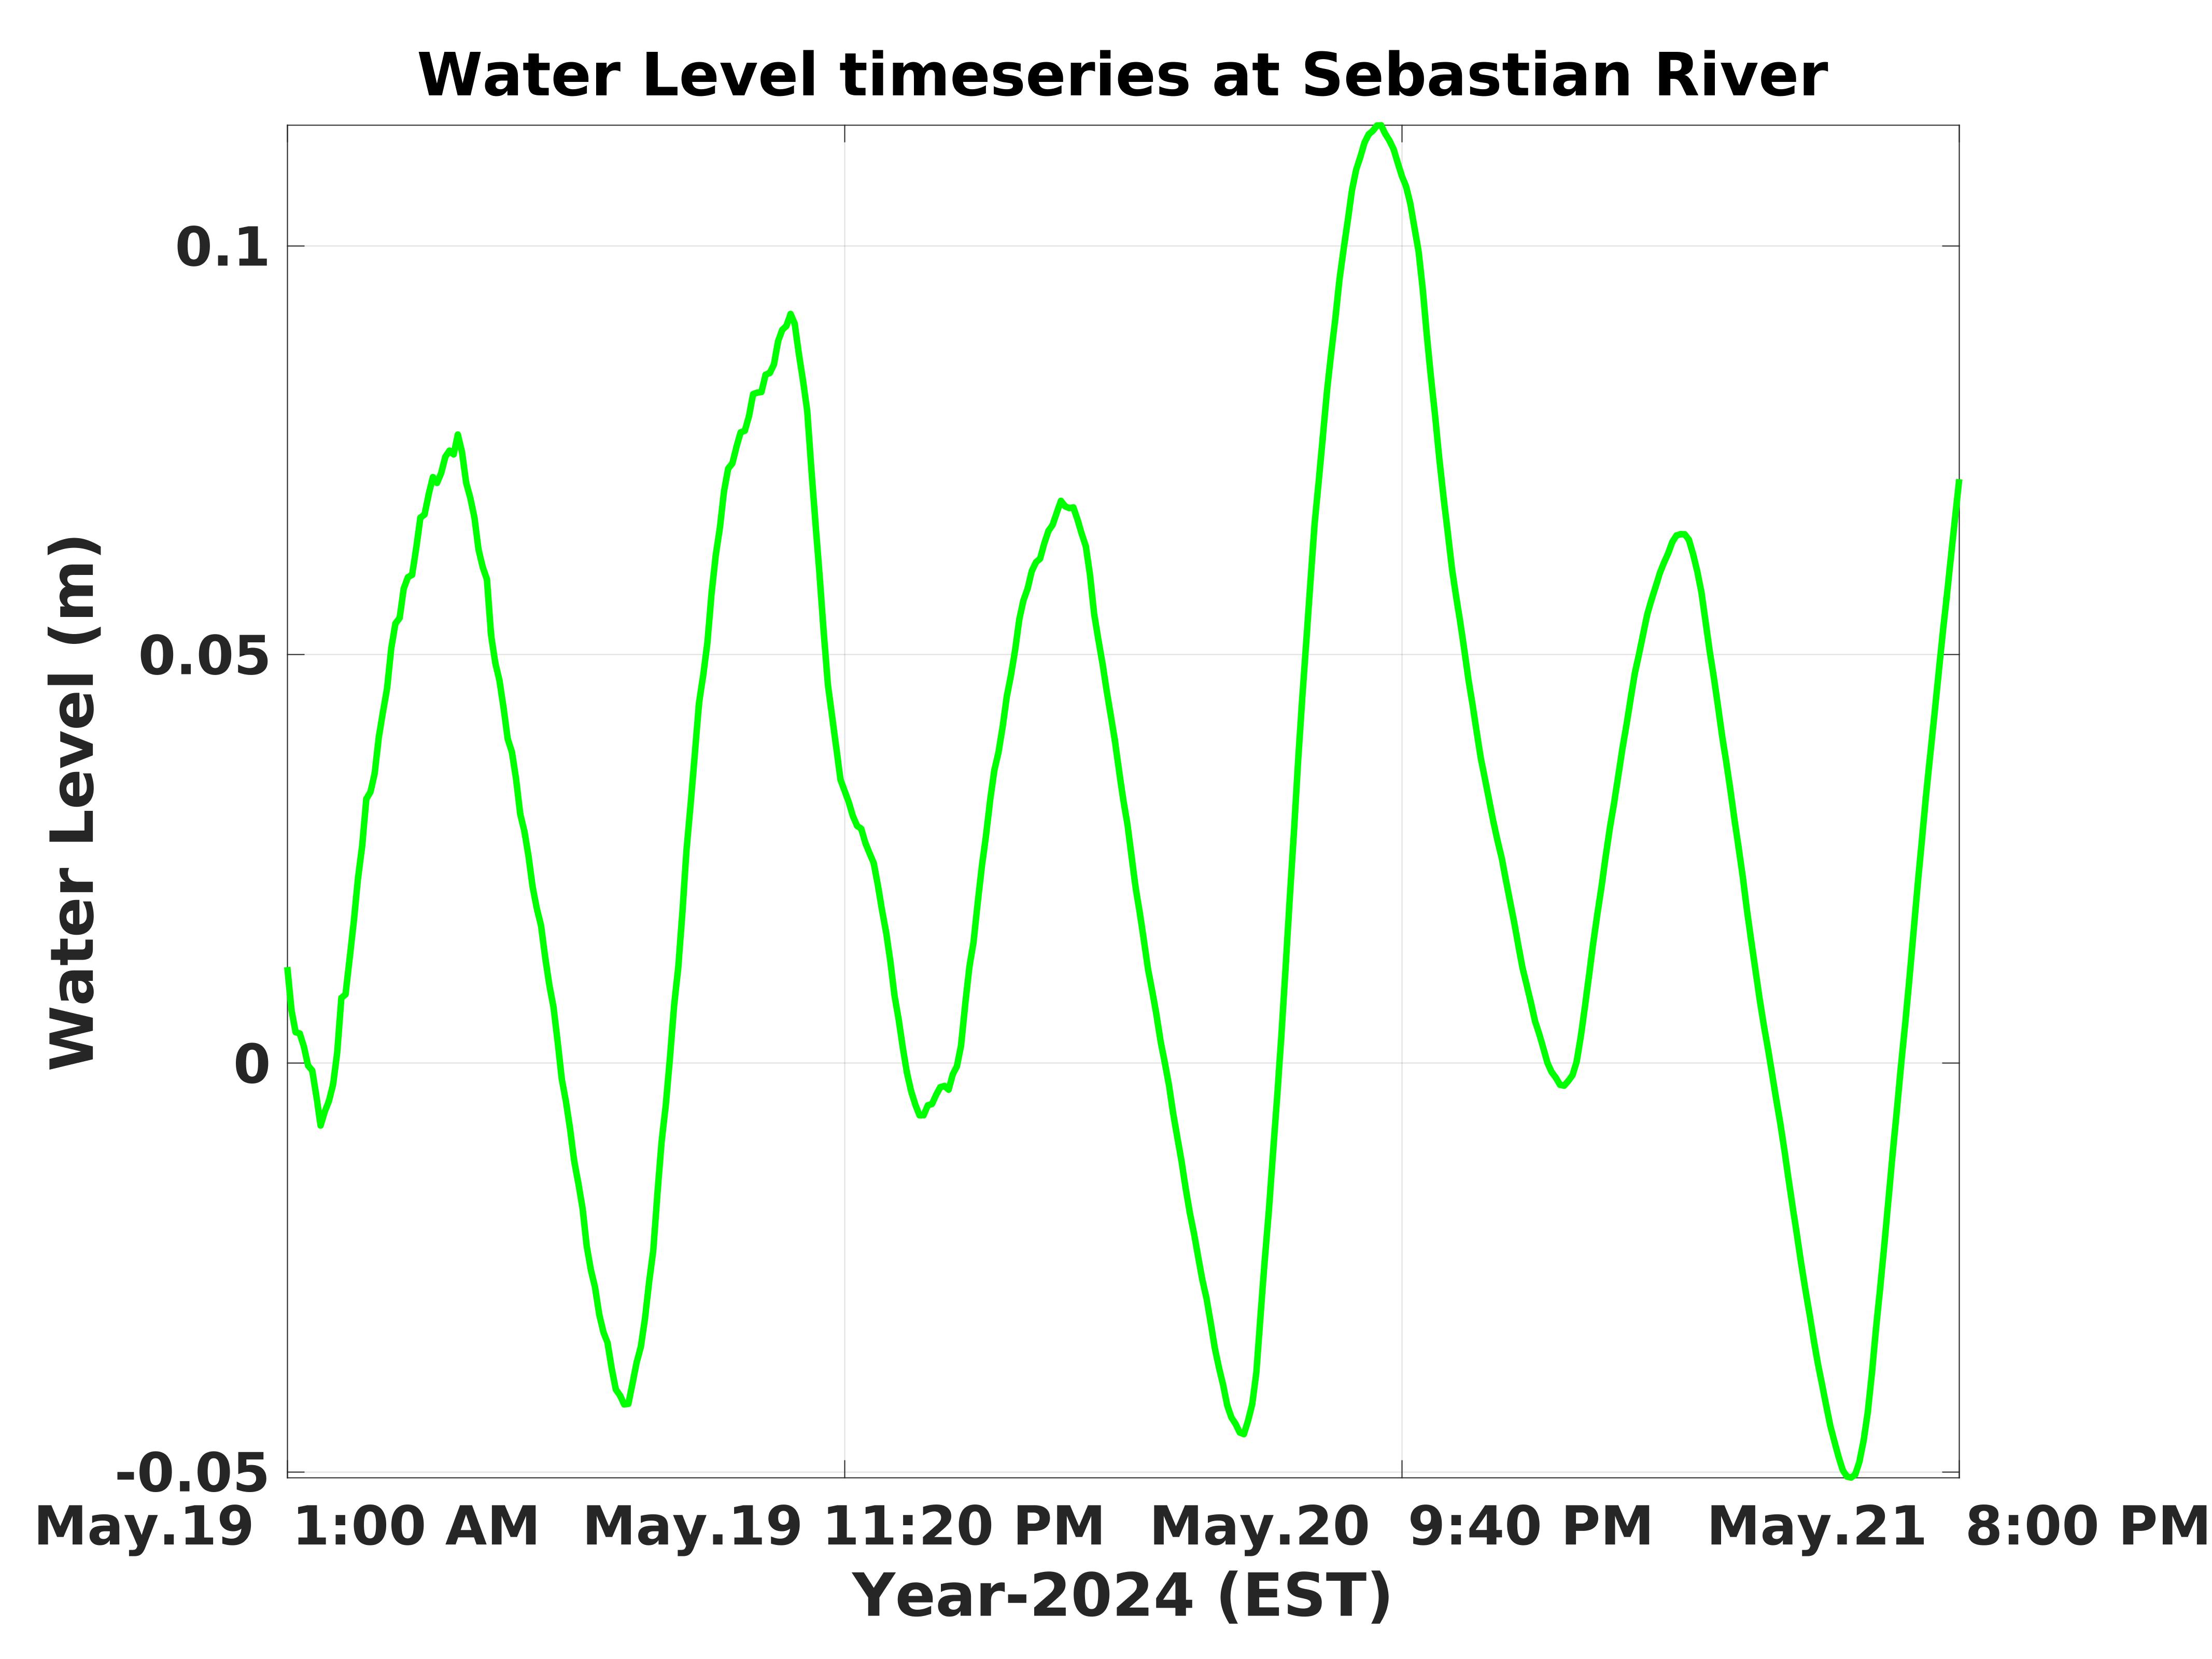 Water Level timeseries at Sebastian River
Water Level (m)
0.1
0.05
0
-0.05
May.19 1:00 AM May.19 11:20 PM May.20 9:40 PM May.21 8:00 PM
Year-2024 (EST)